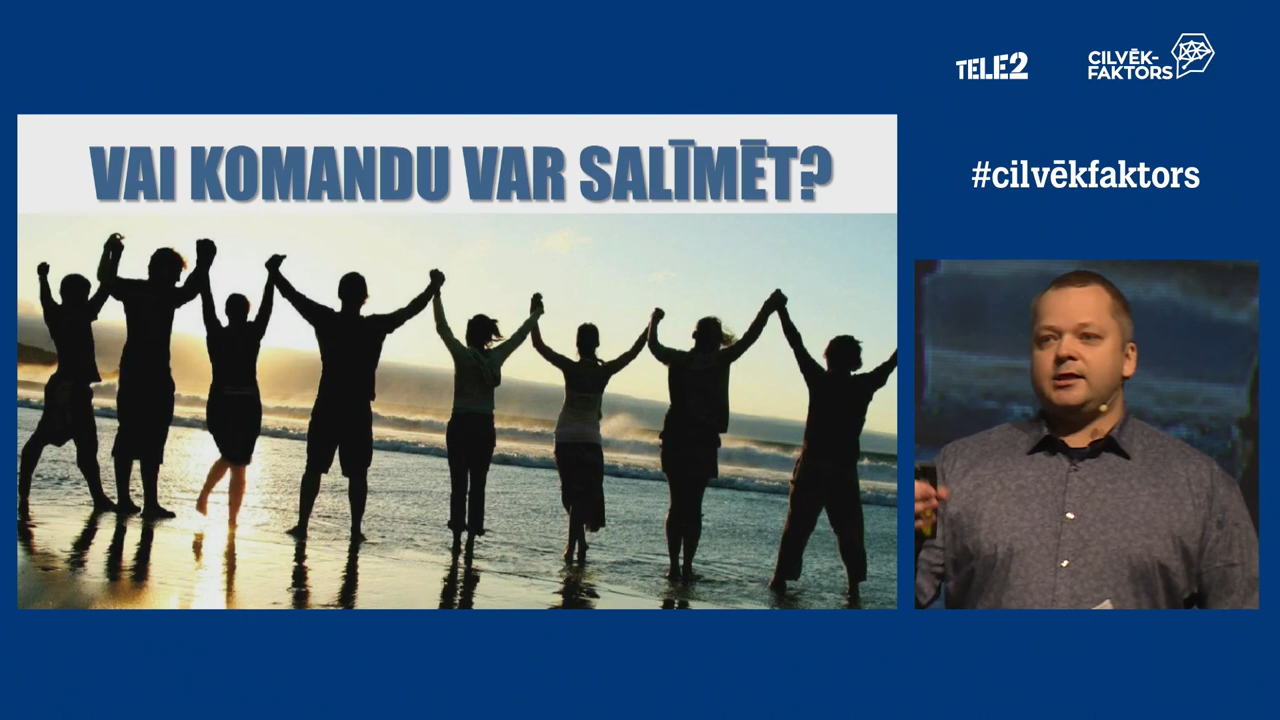 TELE2
CILVĒK-
FAKTORS
VAI KOMANDU VAR SALĪMĒT?
#cilvēkfaktors